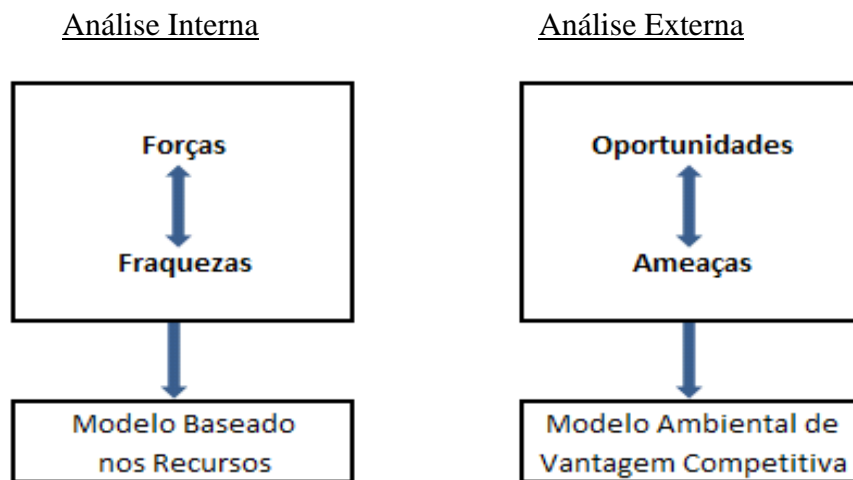 Análise Interna
Análise Externa
Forças
Fraquezas
Oportunidades
Ameaças
Modelo Baseado
nos Recursos
Modelo Ambiental de
Vantagem Competitiva